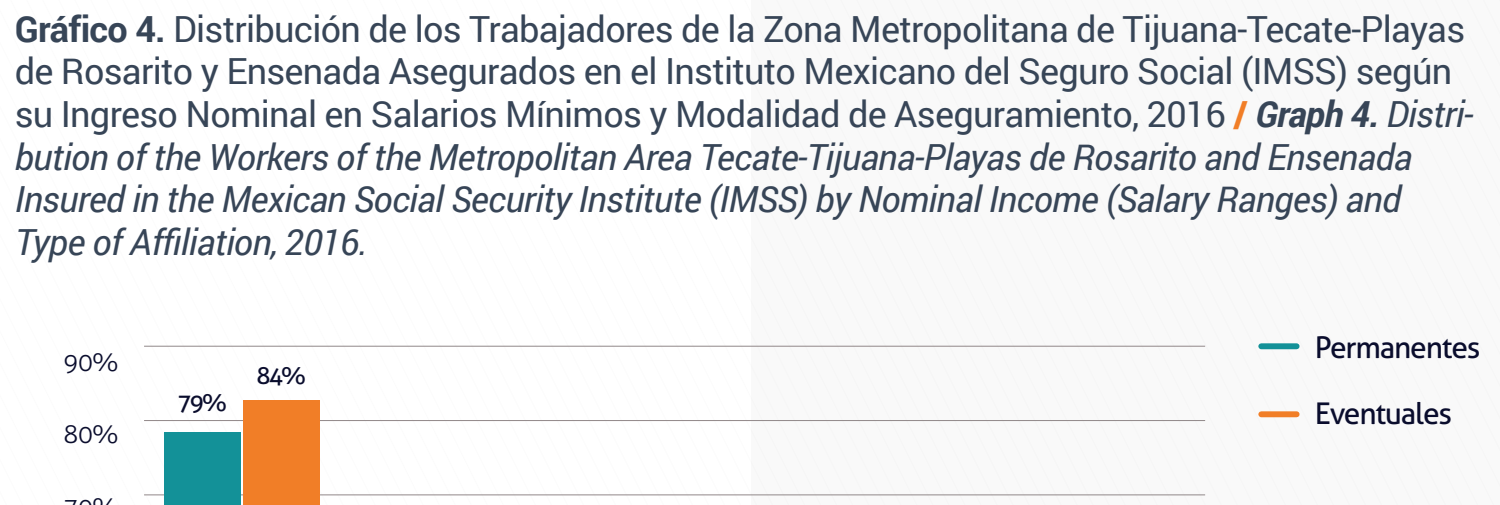 Gráfico 4. Distribución de los Trabajadores de la Zona Metropolitana de Tijuana-Tecate-Playas
de Rosarito y Ensenada Asegurados en el Instituto Mexicano del Seguro Social (IMSS) según
su Ingreso Nominal en Salarios Mínimos y Modalidad de Aseguramiento, 2016 / Graph 4. Distri-
bution of the Workers of the Metropolitan Area Tecate-Tijuana-Playas de Rosarito and Ensenada
Insured in the Mexican Social Security Institute (IMSS) by Nominal Income (Salary Ranges) and
Type of Affiliation, 2016.
90%
84%
79%
80%
70%
Permanentes
Eventuales